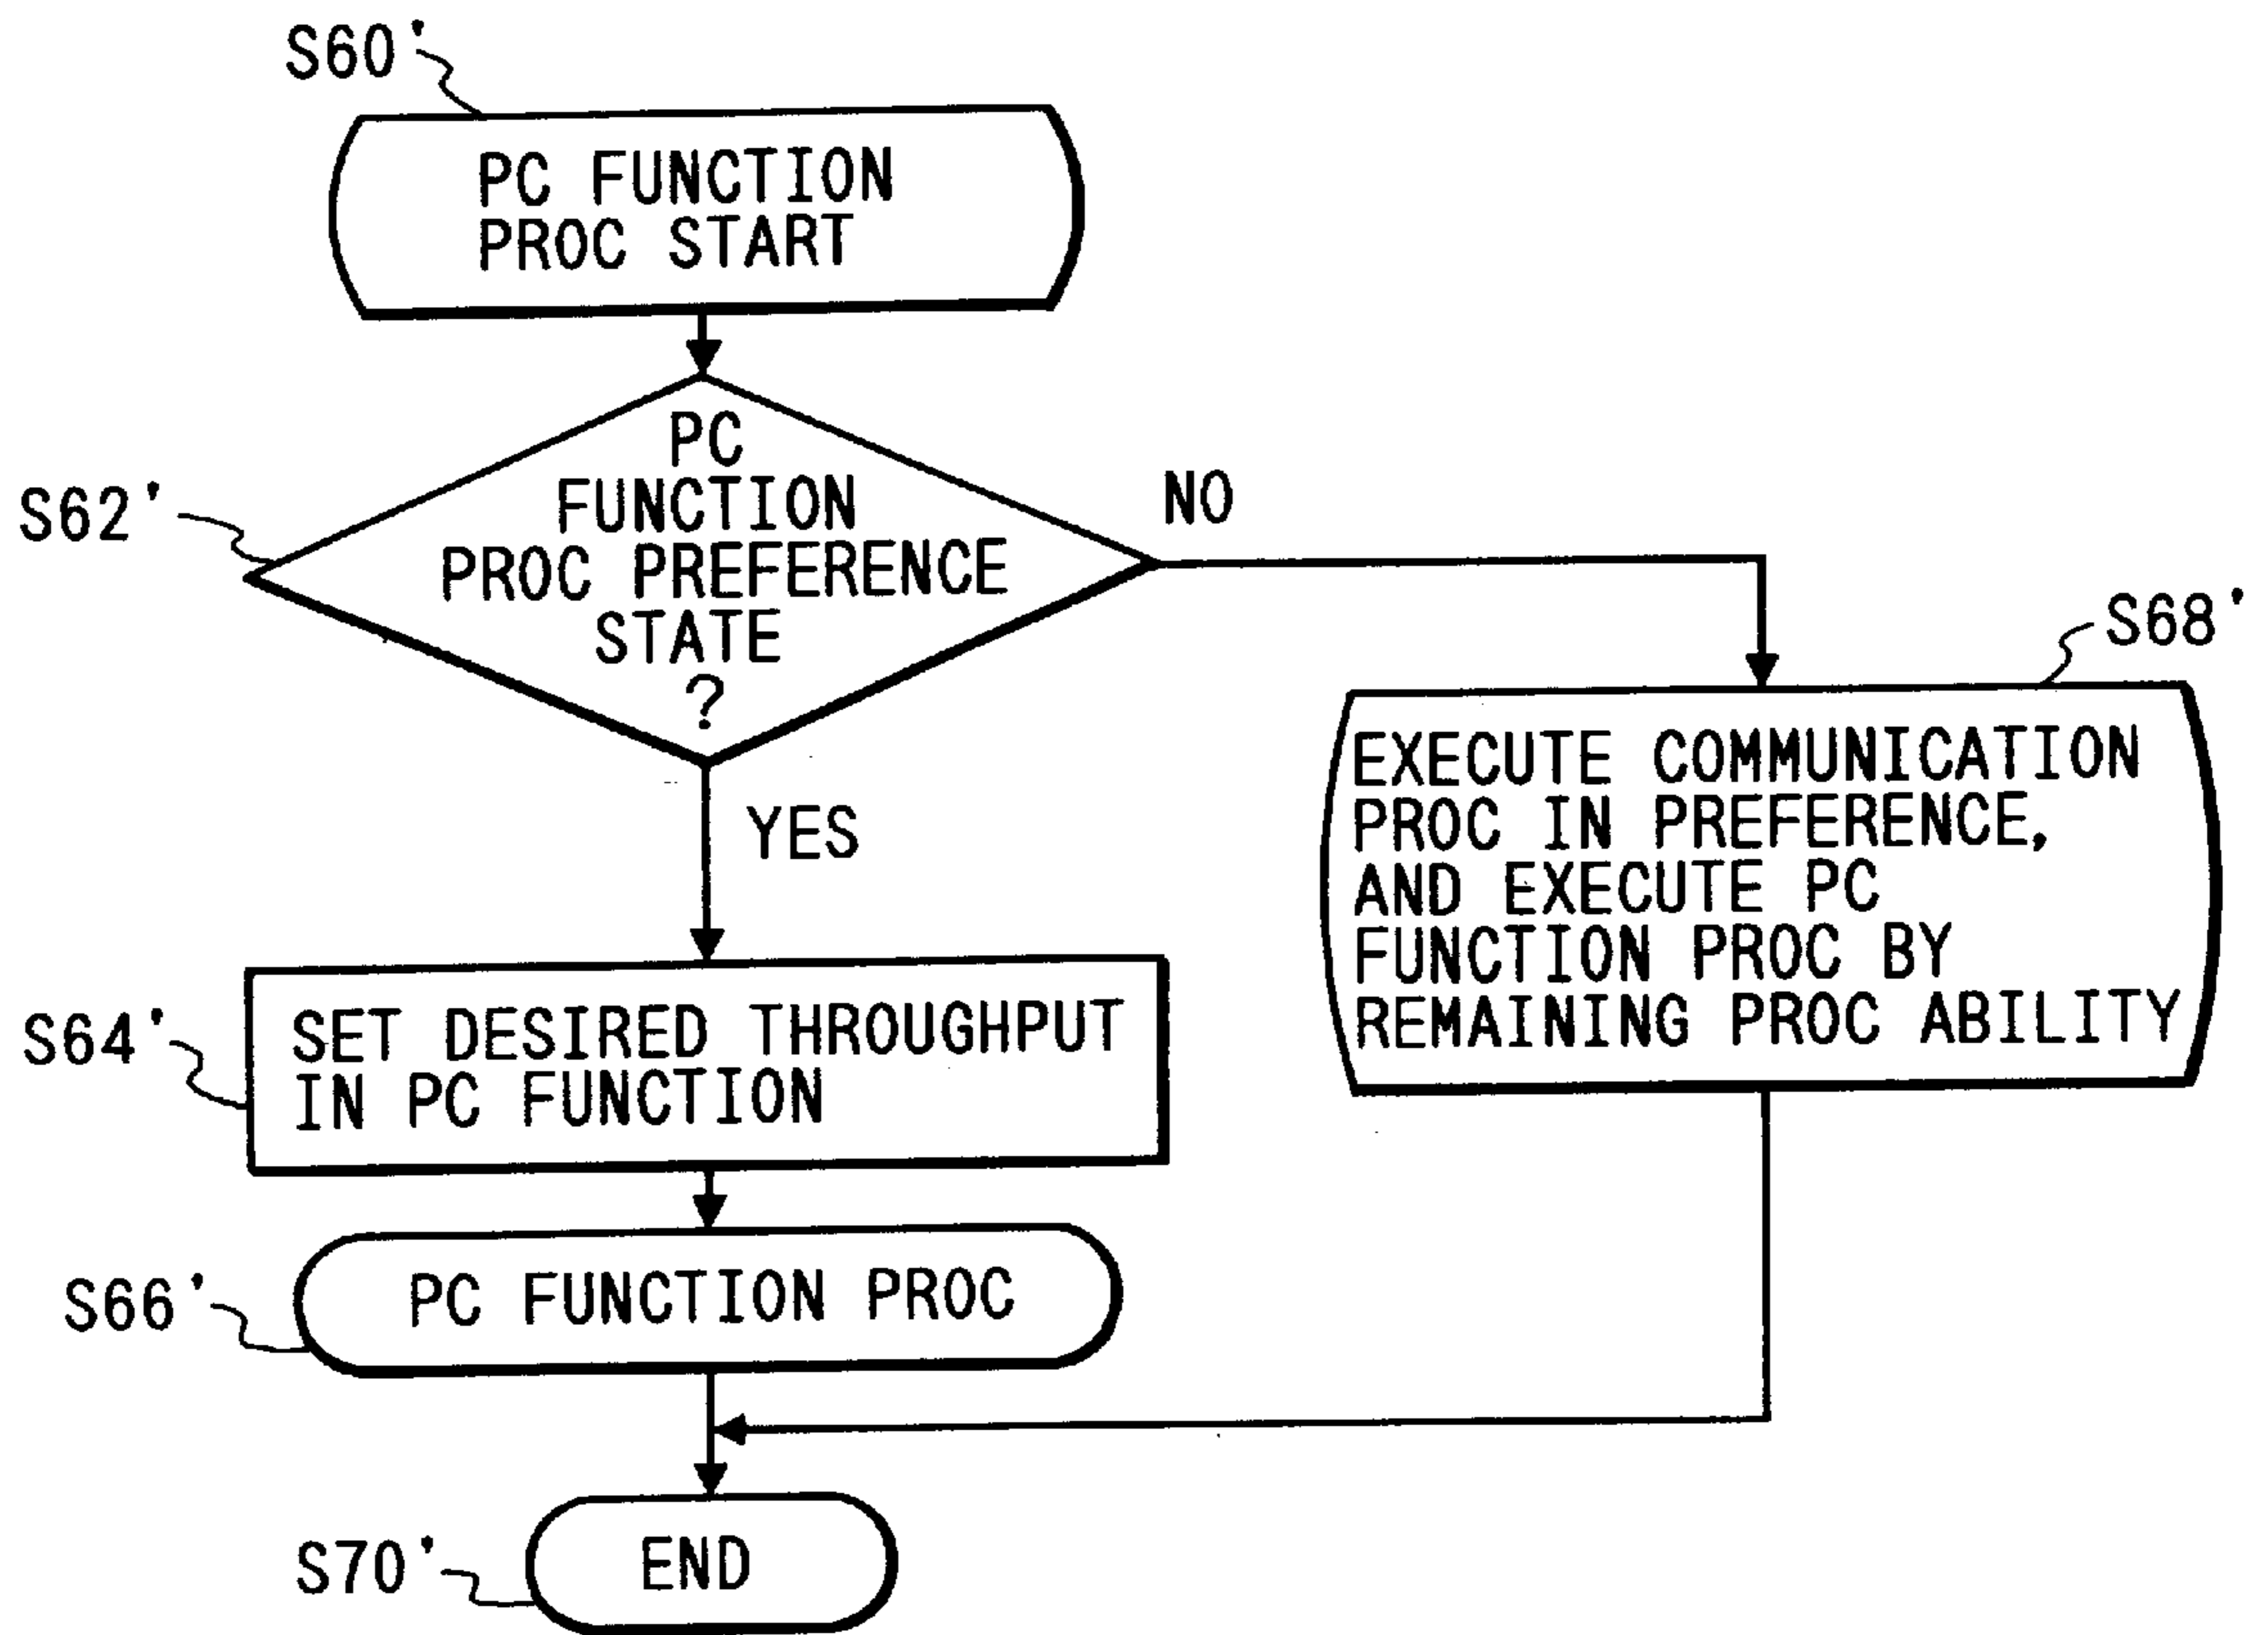 S60'
PC FUNCTION
PROC START
S62'
PC
FUNCTION
PROC PREFERENCE
STATE
?
NO
YES
S68'
EXECUTE COMMUNICATION
PROC IN PREFERENCE,
AND EXECUTE PC
FUNCTION PROC BY
REMAINING PROC ABILITY
S64'
SET DESIRED THROUGHPUT
IN PC FUNCTION
S66'
PC FUNCTION PROC
S70'
END